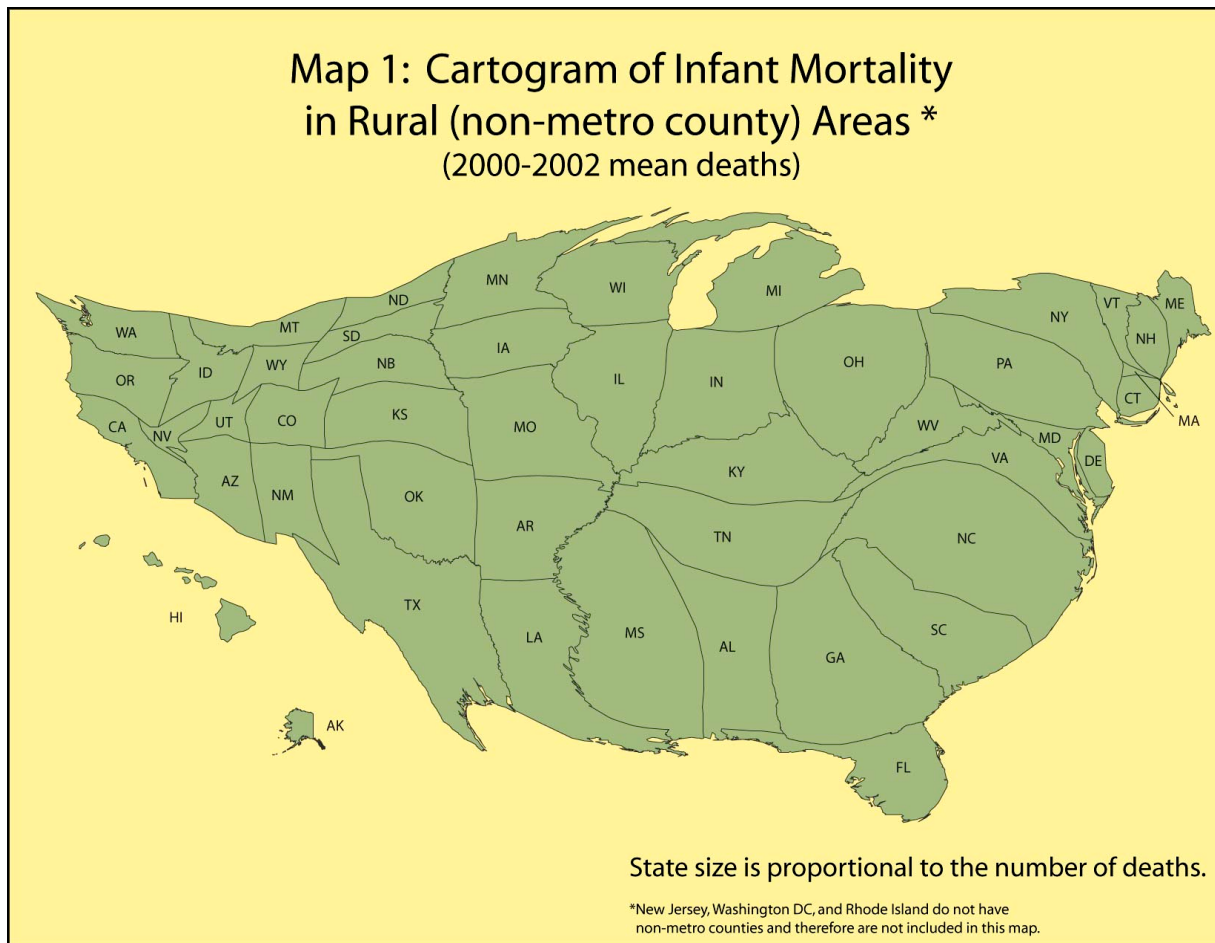 Map 1: Cartogram of Infant Mortality
in Rural (non-metro county) Areas *
(2000-2002 mean deaths)
WA
MT
ND
MN
WI
MI
NY
VT
ME
NH
OR
ID
WY
SD
NB
IA
IL
IN
OH
PA
CT
MA
CA
NV
UT
CO
KS
MO
KY
WV
MD
VA
DE
AZ
NM
OK
AR
TN
NC
HI
TX
LA
MS
AL
GA
SC
AK
FL
State size is proportional to the number of deaths.
*New Jersey, Washington DC, and Rhode Island do not have
non-metro counties and therefore are not included in this map.